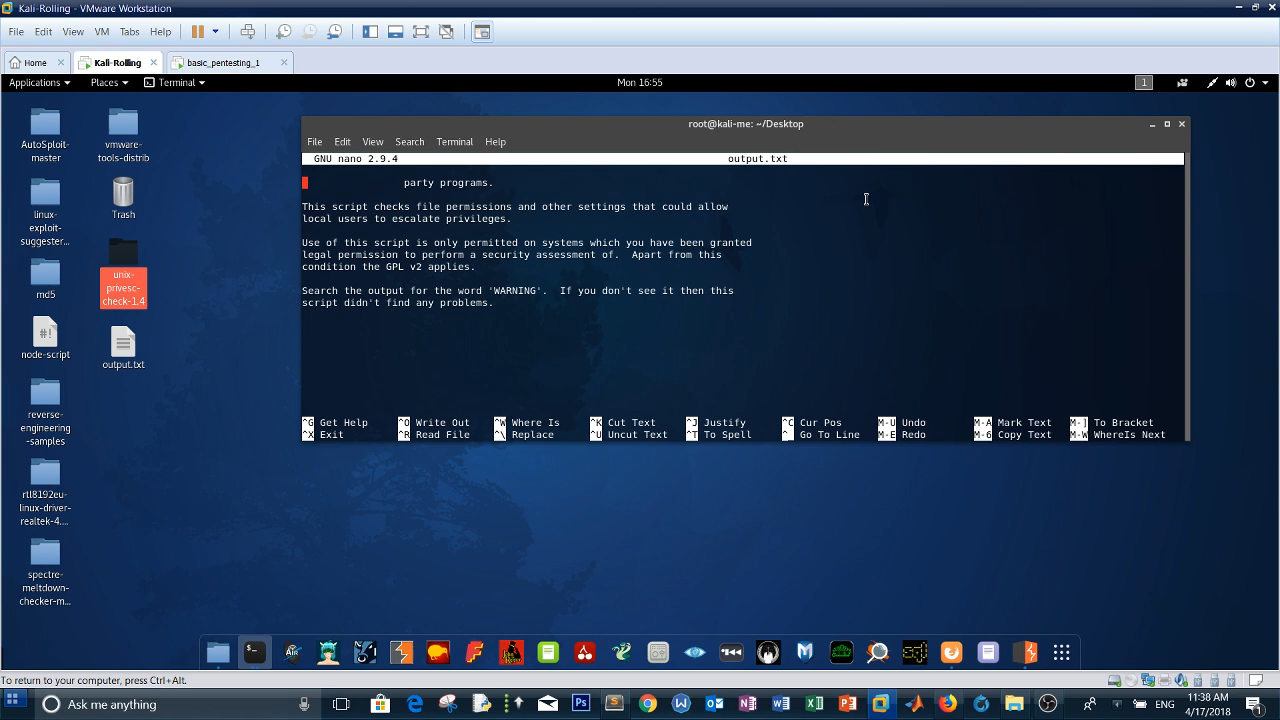 Kali-Rolling - VMware Workstation
File Edit View VM Tabs Help
Home Kali-Rolling basic_pentesting_1
Applications Places Terminal Mon 16:55 1
AutoSploit-
master
vmware-
tools-distrib
linux-
exploit-
suggester...
Trash
md5
unix-
privesc-
check-1.4
node-script
output.txt
reverse-
engineering
-samples
rtl8192eu-
linux-driver
-realtek-4....
spectre-
meltdown-
checker-m...
root@kali-me: ~/Desktop
File Edit View Search Terminal Help
GNU nano 2.9.4 output.txt
party programs.
This script checks file permissions and other settings that could allow
local users to escalate privileges.
Use of this script is only permitted on systems which you have been granted
legal permission to perform a security assessment of. Apart from this
condition the GPL v2 applies.
Search the output for the word 'WARNING'. If you don't see it then this
script didn't find any problems.
^G Get Help ^O Write Out ^W Where Is ^K Cut Text ^J Justify ^C Cur Pos M-U Undo M-A Mark Text M-] To Bracket
^X Exit ^R Read File ^\ Replace ^U Uncut Text ^T To Spell ^_ Go To Line M-E Redo M-6 Copy Text M-W WhereIs Next
To return to your computer, press Ctrl+Alt.
Ask me anything
ENG
11:38 AM
4/17/2018